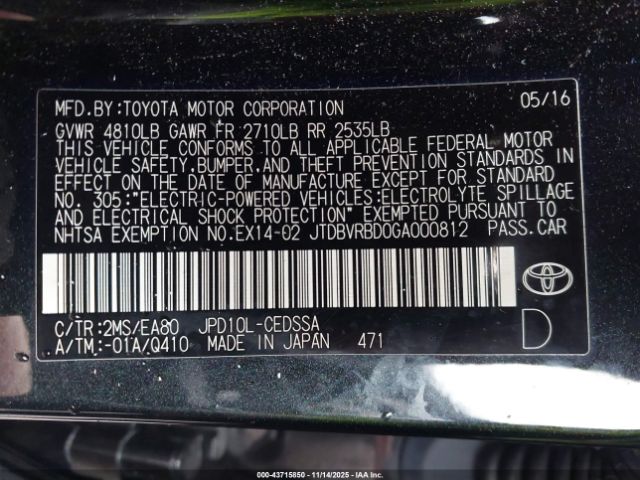 MFD.BY:TOYOTA MOTOR CORPORATION 05/16
GVWR 4810LB GAWR FR 2710LB RR 2535LB
THIS VEHICLE CONFORMS TO ALL APPLICABLE FEDERAL MOTOR
VEHICLE SAFETY,BUMPER,AND THEFT PREVENTION STANDARDS IN
EFFECT ON THE DATE OF MANUFACTURE EXCEPT FOR STANDARD
NO. 305:"ELECTRIC-POWERED VEHICLES:ELECTROLYTE SPILLAGE
AND ELECTRICAL SHOCK PROTECTION" EXEMPTED PURSUANT TO
NHTSA EXEMPTION NO.EX14-02 JTDBVRBD0GA000812 PASS.CAR
C/TR:2MS/EA80 JPD10L-CEDSSA
A/TM:-01A/Q410 MADE IN JAPAN 471
D
000-43715850 - 11/14/2025 - IAAI.COM